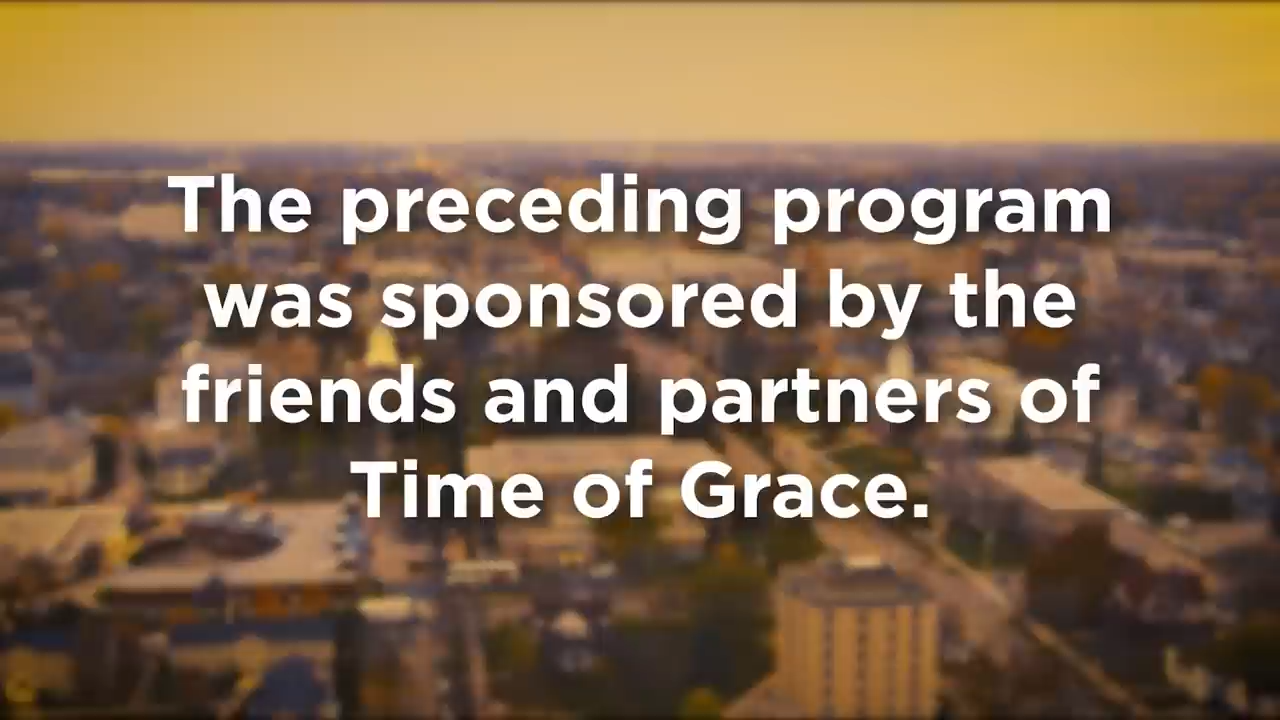 The preceding program
was sponsored by the
friends and partners of
Time of Grace.